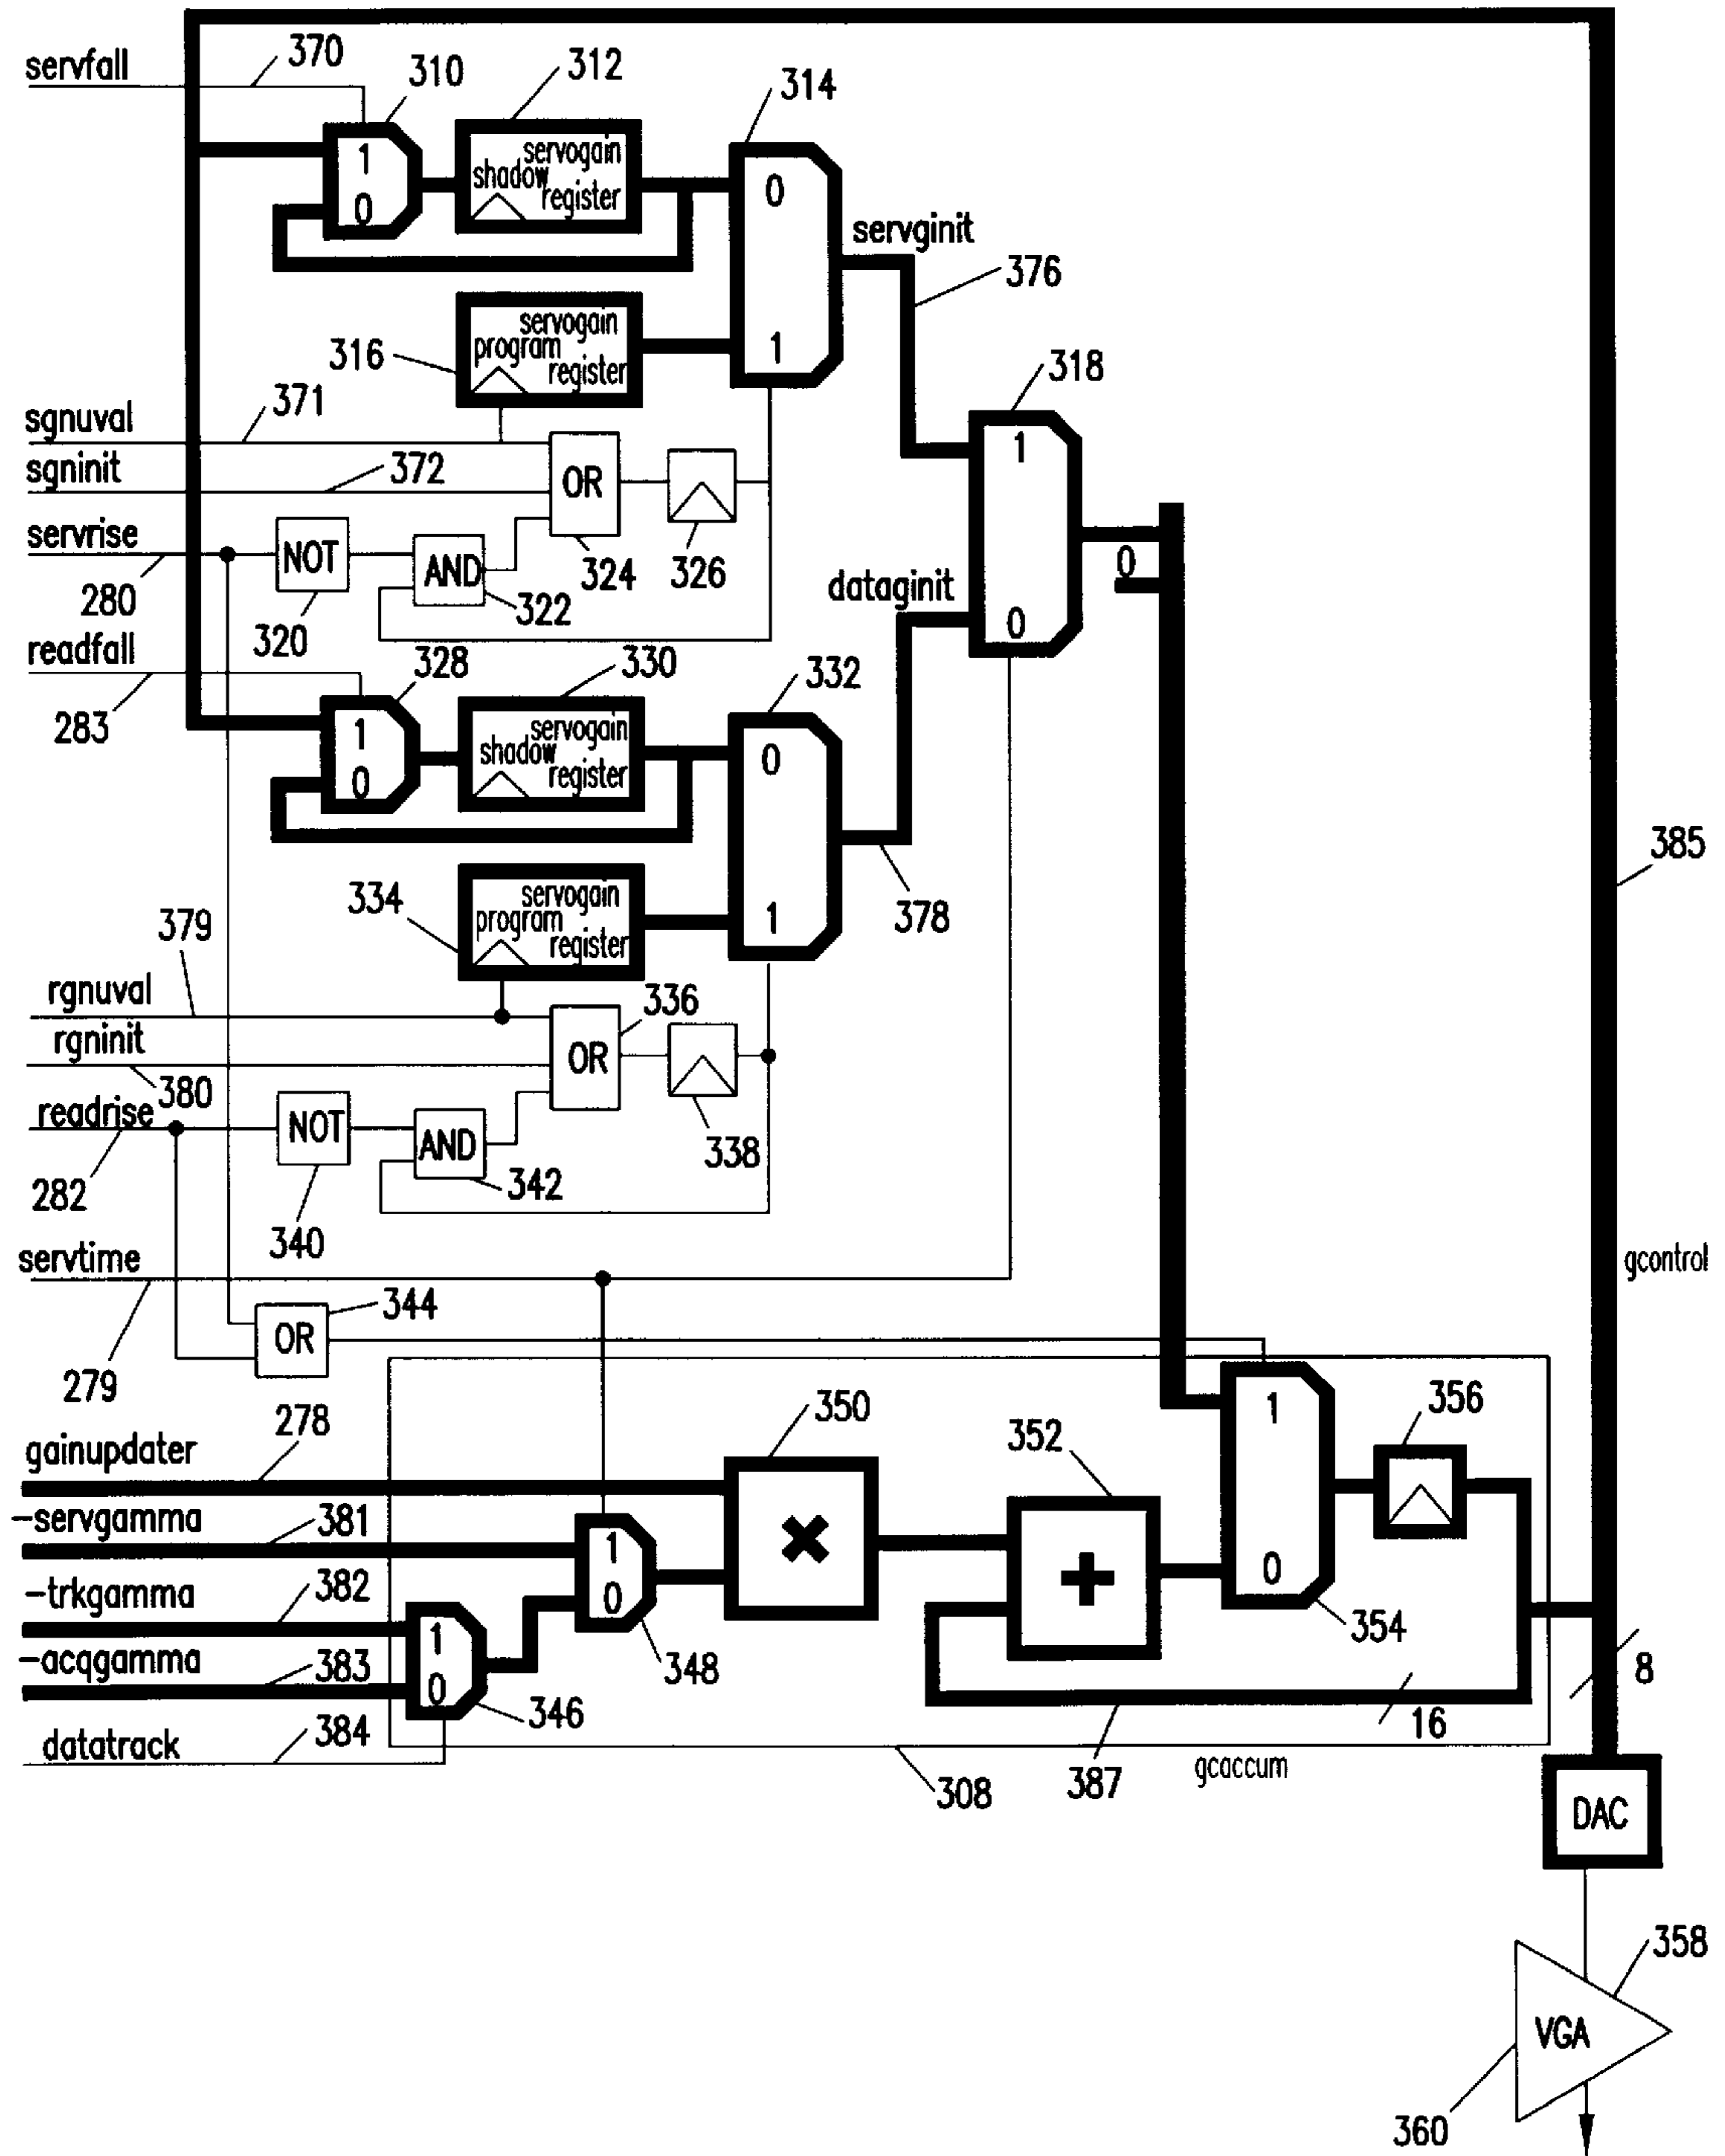 servfall
370
310
312
314
1
0
servogain
shadow
register
0
1
servginit
376
316
servogain
program
register
318
371
sgnuval
sgninit
372
OR
servrise
NOT
AND
324
326
322
280
320
1
0
0
dataginit
readfall
328
330
332
283
1
0
servogain
shadow
register
0
1
385
334
servogain
program
register
378
379
rgnuval
336
rgninit
OR
380
readrise
NOT
AND
338
342
282
340
servtime
gcontrol
344
OR
279
278
350
356
352
1
gainupdater
-servgamma
381
1
0
×
+
0
-trkgamma
382
354
-acqgamma
383
1
0
348
8
346
16
datatrack
384
gcaccum
308
387
DAC
358
VGA
360